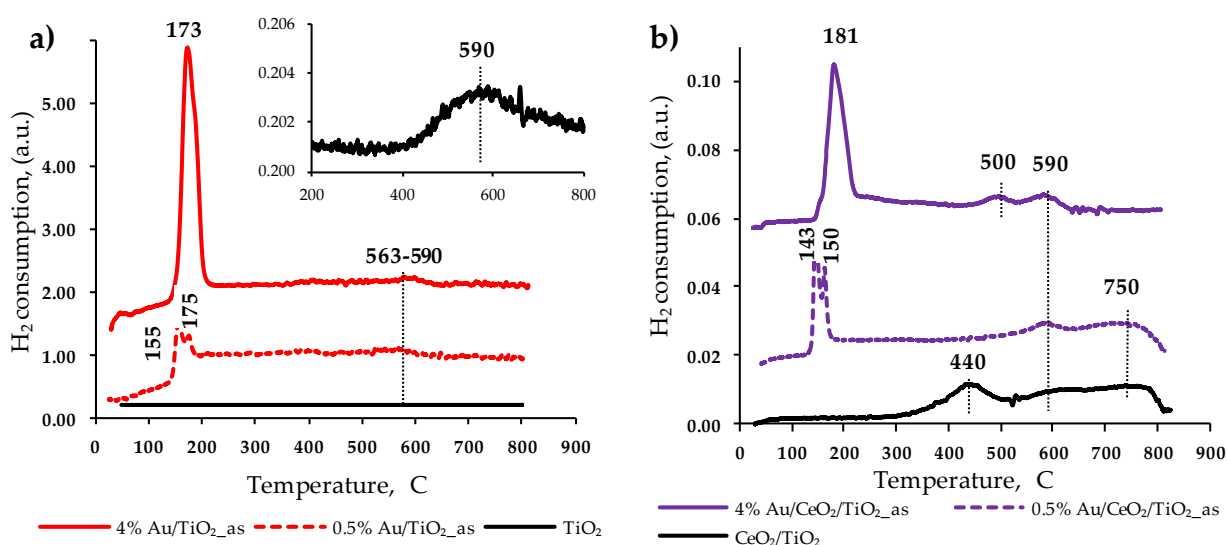 a)
173
H₂ consumption, (a.u.)
5.00
4.00
3.00
2.00
1.00
0.00
0.206
0.204
0.202
0.200
590
200 400 600 800
563-590
155
175
0 100 200 300 400 500 600 700 800 900
Temperature, C
4% Au/TiO₂_as 0.5% Au/TiO₂_as TiO₂
b)
181
H₂ consumption, (a.u.)
0.10
0.08
0.06
0.04
0.02
0.00
500
590
143
150
750
440
0 100 200 300 400 500 600 700 800 900
Temperature, C
4% Au/CeO₂/TiO₂_as 0.5% Au/CeO₂/TiO₂_as
CeO₂/TiO₂